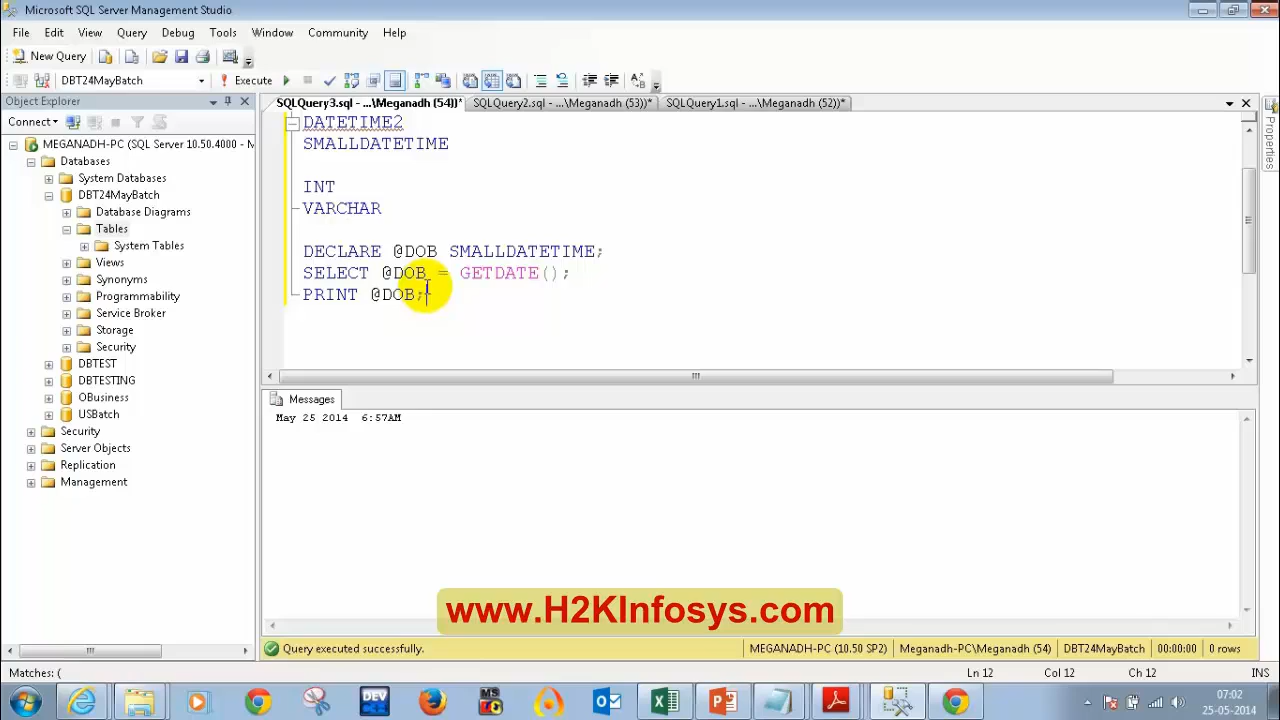 Microsoft SQL Server Management Studio
File Edit View Query Debug Tools Window Community Help
New Query
DBT24MayBatch Execute
Object Explorer
SQLQuery3.sql - ...\Meganadh (54))* SQLQuery2.sql - ...\Meganadh (53))* SQLQuery1.sql - ...\Meganadh (52))*
Connect
MEGANADH-PC (SQL Server 10.50.4000 - M
Databases
System Databases
DBT24MayBatch
Database Diagrams
Tables
System Tables
Views
Synonyms
Programmability
Service Broker
Storage
Security
DBTEST
DBTESTING
OBusiness
USBatch
Security
Server Objects
Replication
Management
DATETIME2
SMALLDATETIME
INT
VARCHAR
DECLARE @DOB SMALLDATETIME;
SELECT @DOB = GETDATE();
PRINT @DOB;
Properties
Messages
May 25 2014 6:57AM
www.H2KInfosys.com
Query executed successfully. MEGANADH-PC (10.50 SP2) Meganadh-PC\Meganadh (54) DBT24MayBatch 00:00:00 0 rows
Matches: ( Ln 12 Col 12 Ch 12 INS
DEV
MS
07:02
25-05-2014